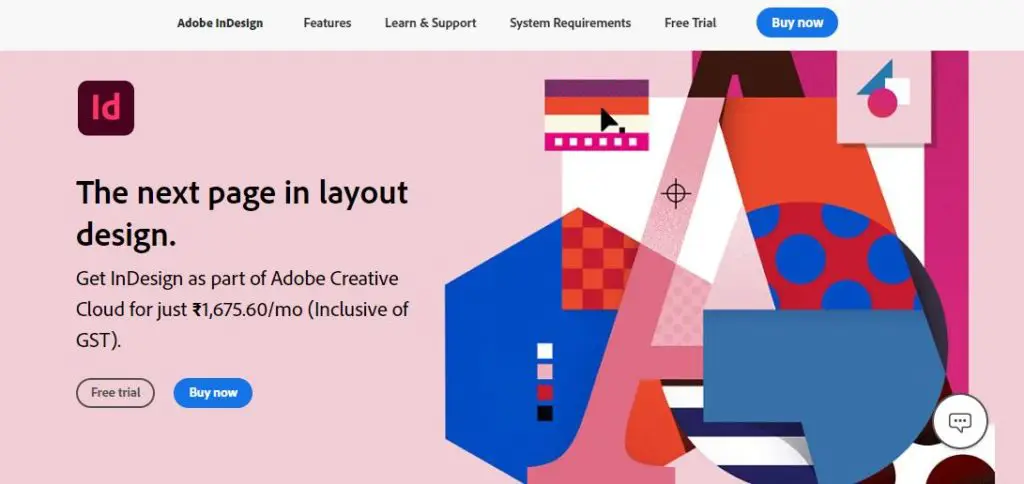 Adobe InDesign Features Learn & Support System Requirements Free Trial Buy now
Id
The next page in layout
design.
Get InDesign as part of Adobe Creative
Cloud for just ₹1,675.60/mo (Inclusive of
GST).
Free trial Buy now
A